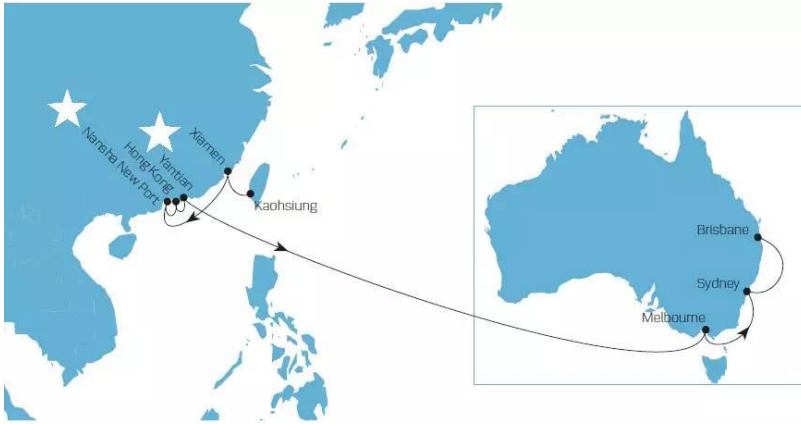 Xiamen
Yantian
Hong Kong
Nansha New Port
Kaohsiung
Brisbane
Sydney
Melbourne